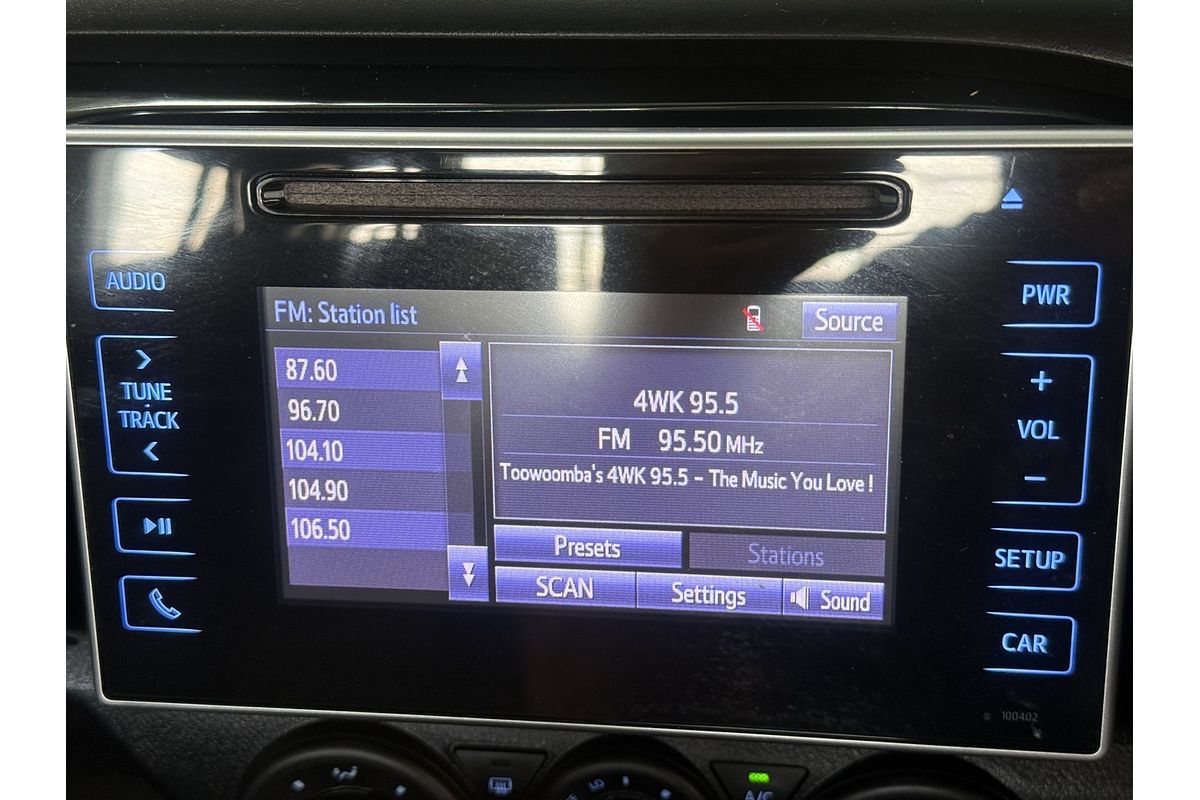 AUDIO
TUNE
TRACK
FM: Station list
Source
87.60
96.70
104.10
104.90
106.50
4WK 95.5
FM 95.50 MHz
Toowoomba's 4WK 95.5 - The Music You Love !
Presets
Stations
SCAN
Settings
Sound
PWR
+
VOL
-
SETUP
CAR
100402
A/C